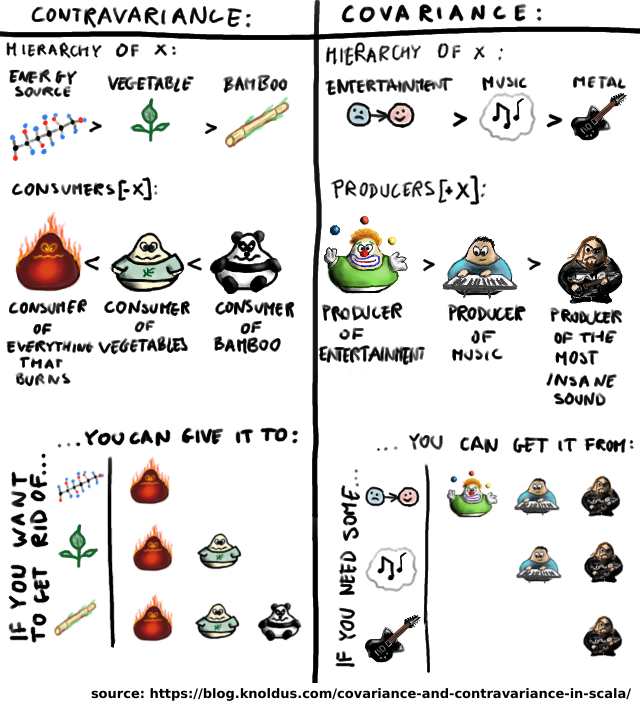 CONTRAVARIANCE:
HIERARCHY OF X:
ENERGY
SOURCE
VEGETABLE
BAMBOO
>
>
CONSUMERS[-X]:
<
<
CONSUMER
OF
EVERYTHING
THAT
BURNS
CONSUMER
OF
VEGETABLES
CONSUMER
OF
BAMBOO
...YOU CAN GIVE IT TO:
IF YOU WANT
TO GET RID OF...
COVARIANCE:
HIERARCHY OF X:
ENTERTAINMENT
MUSIC
METAL
>
>
PRODUCERS[+X]:
>
>
PRODUCER
OF
ENTERTAINMENT
PRODUCER
OF
MUSIC
PRODUCER
OF THE
MOST
INSANE
SOUND
... YOU CAN GET IT FROM:
IF YOU NEED SOME...
source: https://blog.knoldus.com/covariance-and-contravariance-in-scala/